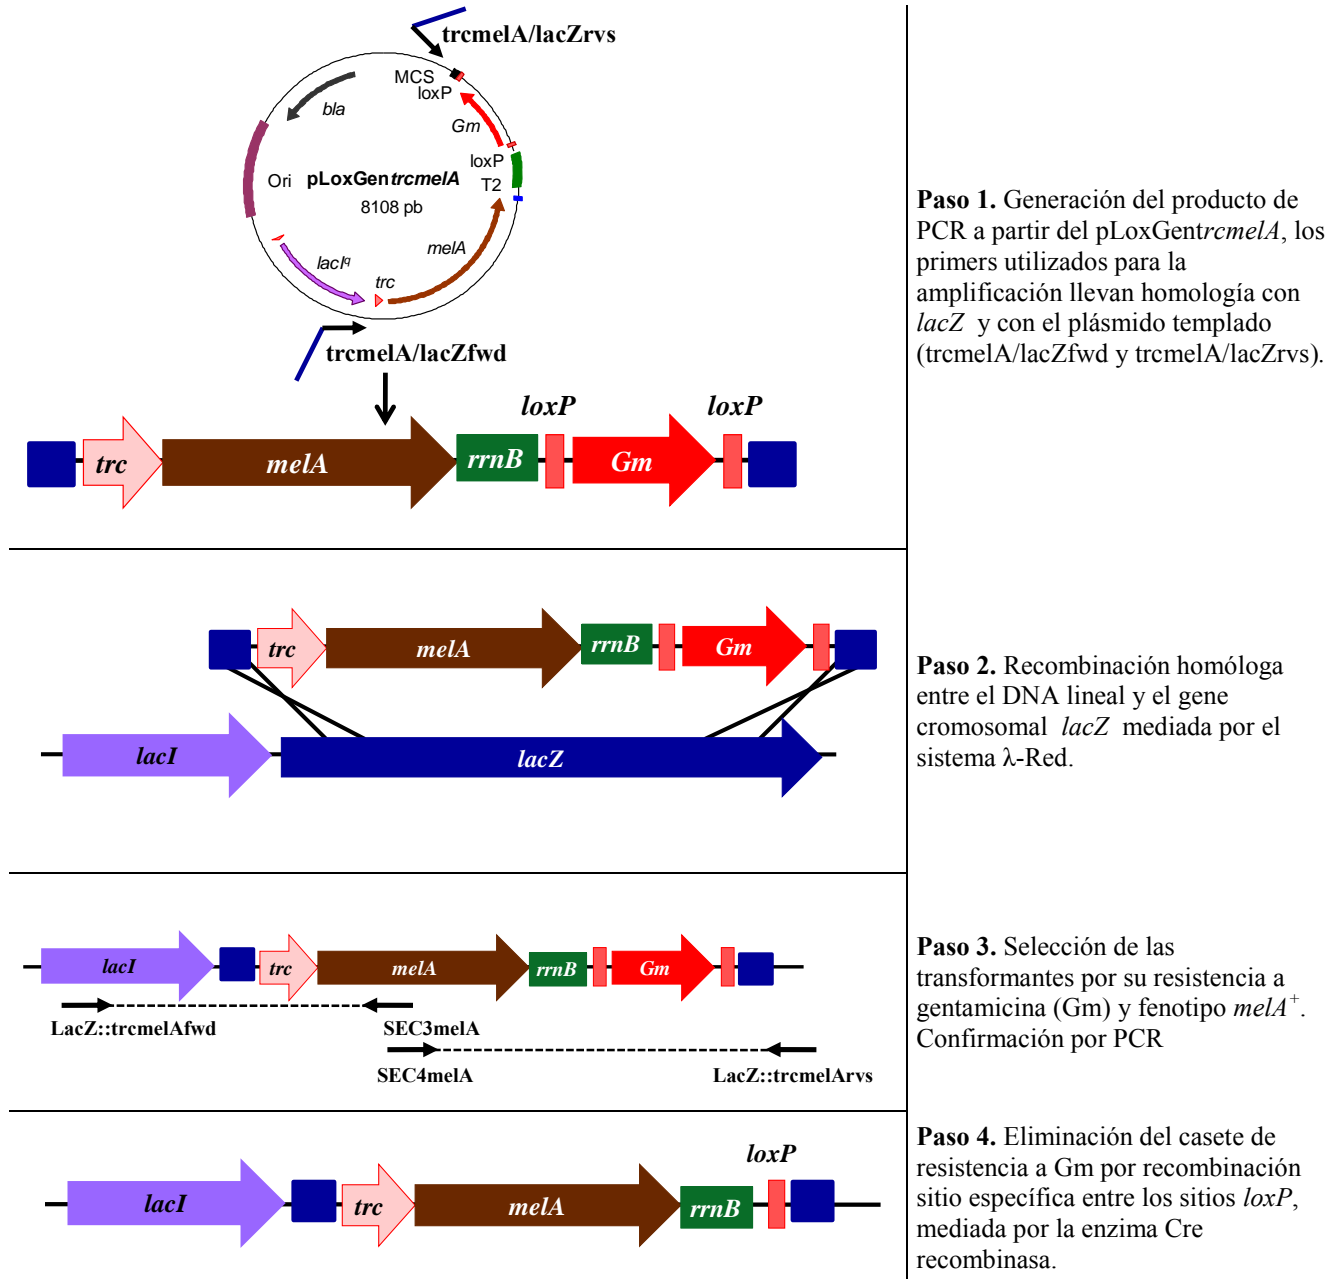 trcmelA/lacZrvs
MCS
loxP
bla
Gm
loxP
T2
Ori
pLoxGentrcmelA
8108 pb
melA
lacIq
trc
trcmelA/lacZfwd
loxP
loxP
trc
melA
rrnB
Gm
Paso 1. Generación del producto de
PCR a partir del pLoxGentrcmelA, los
primers utilizados para la
amplificación llevan homología con
lacZ y con el plásmido templado
(trcmelA/lacZfwd y trcmelA/lacZrvs).
trc
melA
rrnB
Gm
lacI
lacZ
Paso 2. Recombinación homóloga
entre el DNA lineal y el gene
cromosomal lacZ mediada por el
sistema λ-Red.
lacI
trc
melA
rrnB
Gm
LacZ::trcmelAfwd
SEC3melA
SEC4melA
LacZ::trcmelArvs
Paso 3. Selección de las
transformantes por su resistencia a
gentamicina (Gm) y fenotipo melA+.
Confirmación por PCR
loxP
lacI
trc
melA
rrnB
Paso 4. Eliminación del casete de
resistencia a Gm por recombinación
sitio específica entre los sitios loxP,
mediada por la enzima Cre
recombinasa.